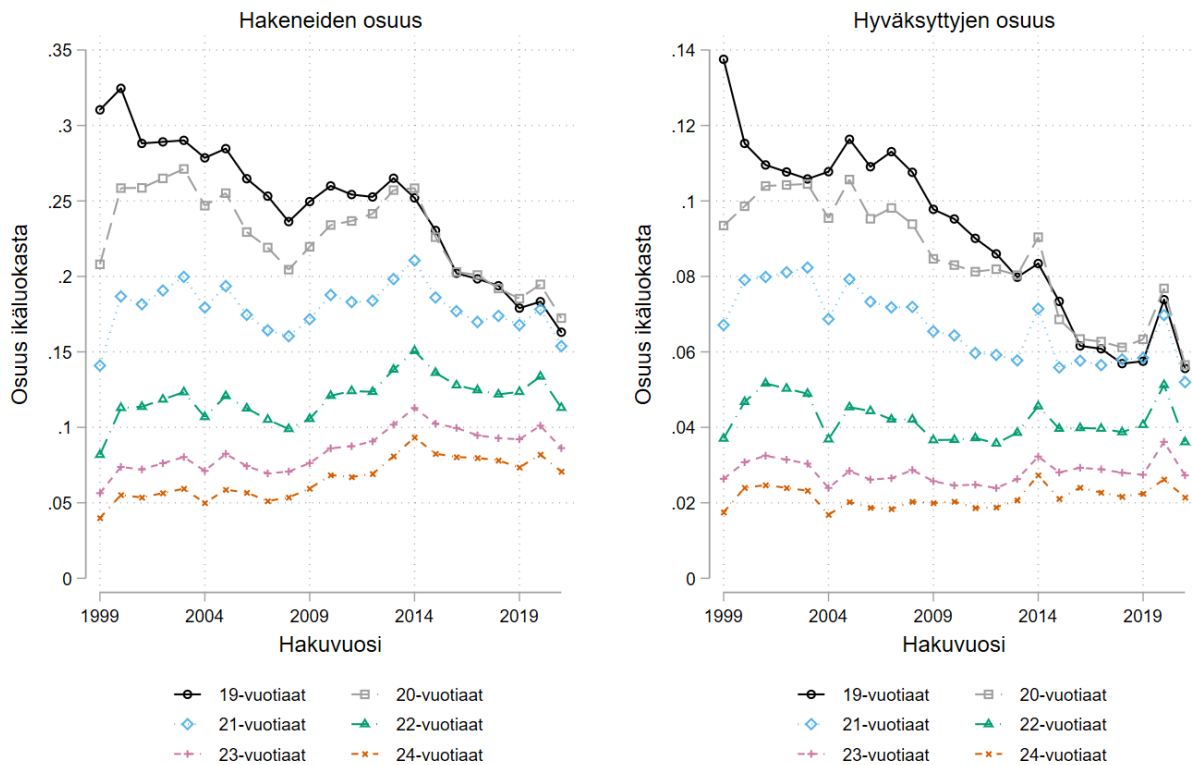 Hakeneiden osuus
Osuus ikäluokasta
.35
.3
.25
.2
.15
.1
.05
0
1999 2004 2009 2014 2019
Hakuvuosi
19-vuotiaat 20-vuotiaat
21-vuotiaat 22-vuotiaat
23-vuotiaat 24-vuotiaat
Hyväksyttyjen osuus
Osuus ikäluokasta
.14
.12
.1
.08
.06
.04
.02
0
1999 2004 2009 2014 2019
Hakuvuosi
19-vuotiaat 20-vuotiaat
21-vuotiaat 22-vuotiaat
23-vuotiaat 24-vuotiaat